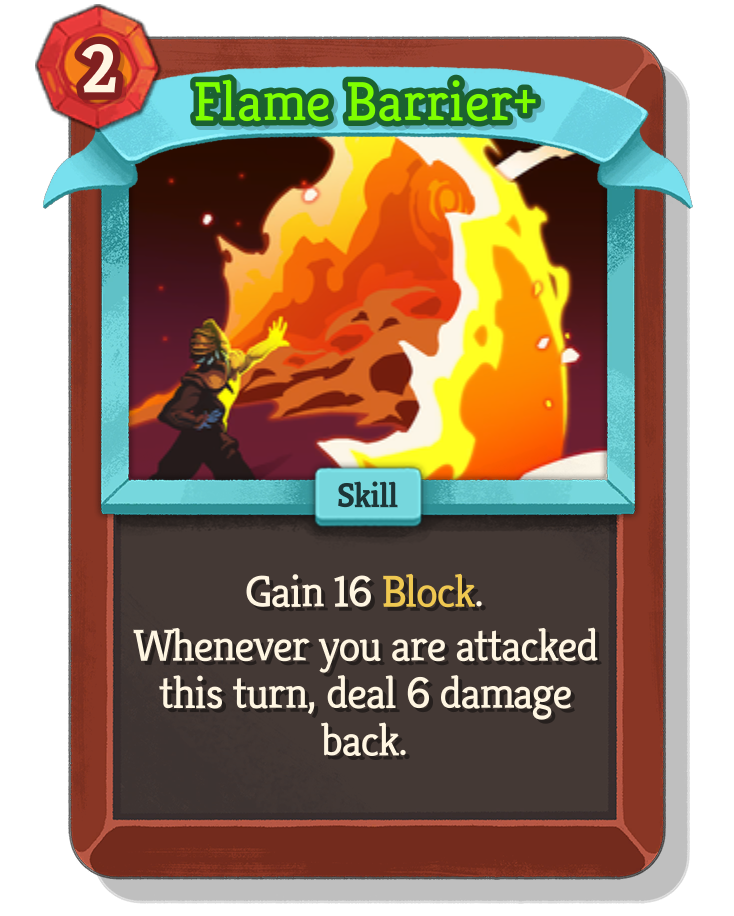 2
Flame Barrier+
Skill
Gain 16 Block.
Whenever you are attacked
this turn, deal 6 damage
back.